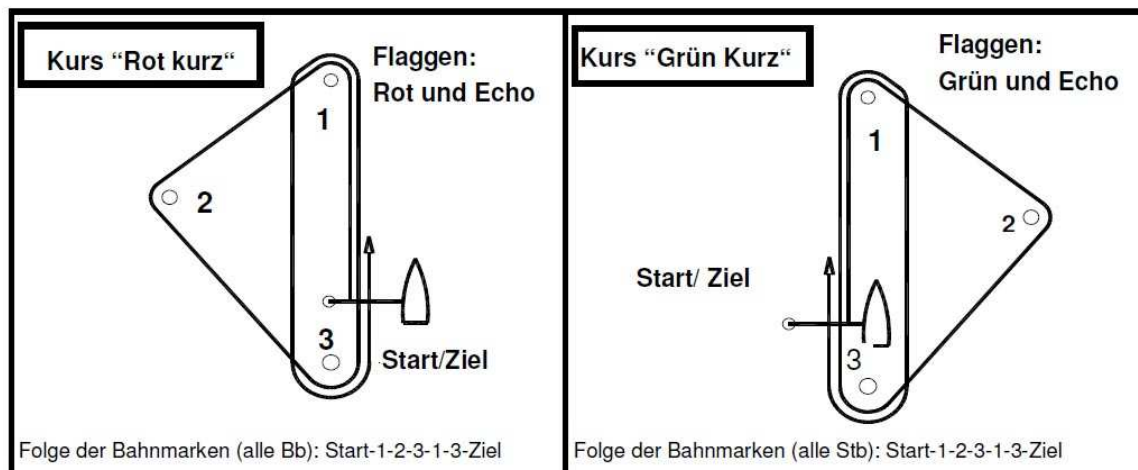 Kurs “Rot kurz“
Flaggen:
Rot und Echo
1
2
3
Start/Ziel
Folge der Bahnmarken (alle Bb): Start-1-2-3-1-3-Ziel
Kurs “Grün Kurz“
Flaggen:
Grün und Echo
1
2
Start/ Ziel
3
Folge der Bahnmarken (alle Stb): Start-1-2-3-1-3-Ziel